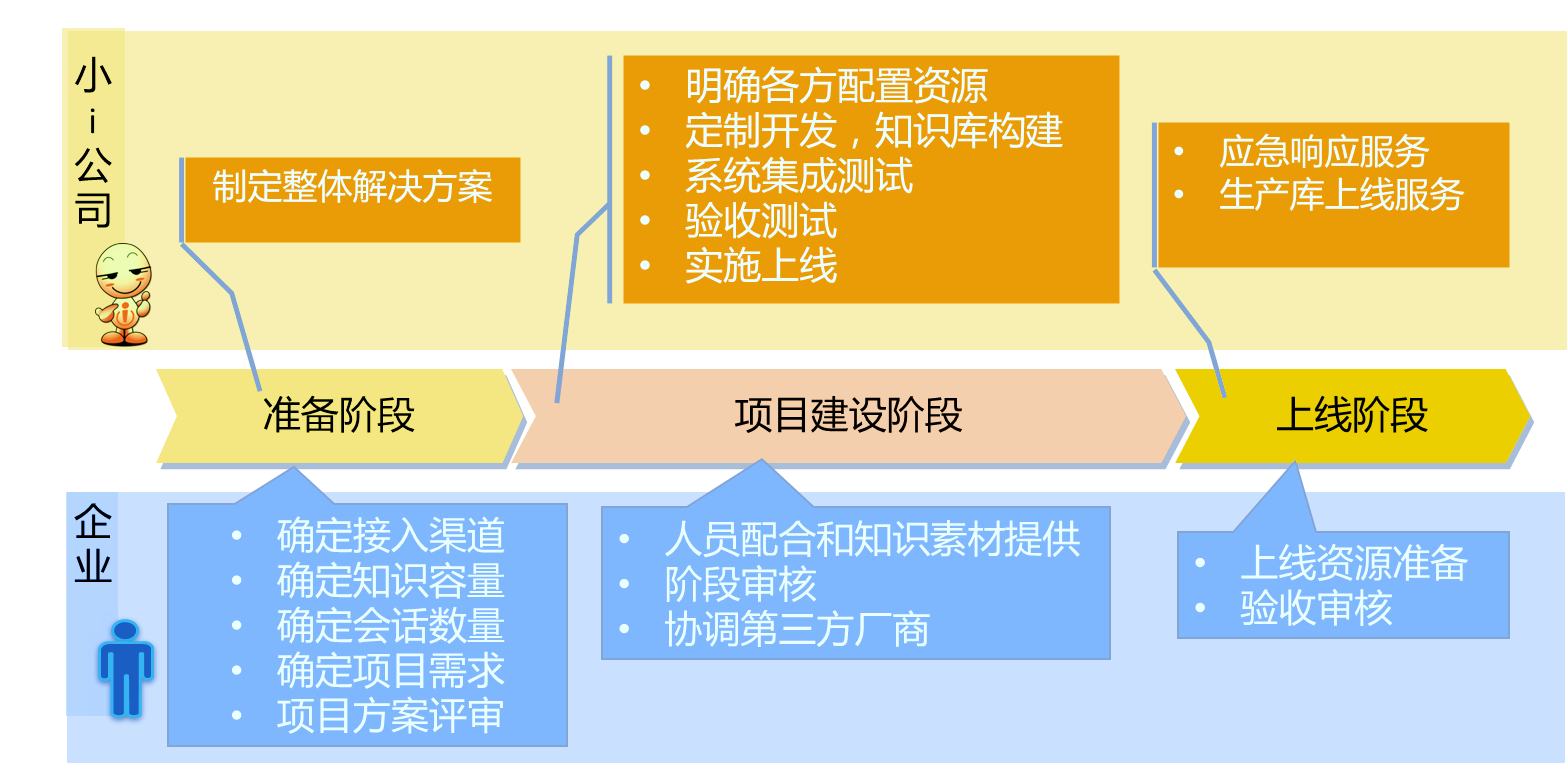 小i公司
制定整体解决方案
• 明确各方配置资源
• 定制开发，知识库构建
• 系统集成测试
• 验收测试
• 实施上线
• 应急响应服务
• 生产库上线服务
准备阶段
项目建设阶段
上线阶段
企业
• 确定接入渠道
• 确定知识容量
• 确定会话数量
• 确定项目需求
• 项目方案评审
• 人员配合和知识素材提供
• 阶段审核
• 协调第三方厂商
• 上线资源准备
• 验收审核